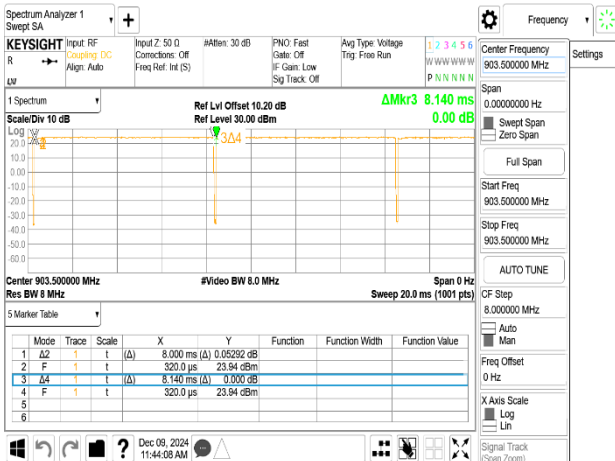 Spectrum Analyzer 1
Swept SA
+
Frequency
KEYSIGHT
R
Input: RF
Coupling: DC
Align: Auto
Input Z: 50 Ω
Corrections: Off
Freq Ref: Int (S)
#Atten: 30 dB
PNO: Fast
Gate: Off
IF Gain: Low
Sig Track: Off
Avg Type: Voltage
Trig: Free Run
1 2 3 4 5 6
W W W W W W
P N N N N N
1 Spectrum
Scale/Div 10 dB
Ref Lvl Offset 10.20 dB
Ref Level 30.00 dBm
ΔMkr3 8.140 ms
0.00 dB
Log
20.0
10.0
0.00
-10.0
-20.0
-30.0
-40.0
-50.0
-60.0
3Δ4
Center 903.500000 MHz
Res BW 8 MHz
#Video BW 8.0 MHz
Span 0 Hz
Sweep 20.0 ms (1001 pts)
5 Marker Table
Mode Trace Scale X Y Function Function Width Function Value
1 Δ2 1 t (Δ) 8.000 ms (Δ) 0.05292 dB
2 F 1 t 320.0 µs 23.94 dBm
3 Δ4 1 t (Δ) 8.140 ms (Δ) 0.000 dB
4 F 1 t 320.0 µs 23.94 dBm
5
6
?
Dec 09, 2024
11:44:08 AM
Center Frequency
903.500000 MHz
Settings
Span
0.00000000 Hz
Swept Span
Zero Span
Full Span
Start Freq
903.500000 MHz
Stop Freq
903.500000 MHz
AUTO TUNE
CF Step
8.000000 MHz
Auto
Man
Freq Offset
0 Hz
X Axis Scale
Log
Lin
Signal Track
(Span Zoom)